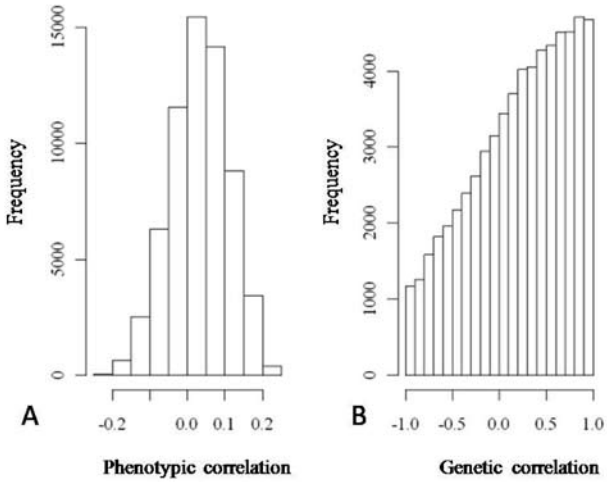 Frequency
0 5000 10000 15000
A
-0.2 0.0 0.1 0.2
Phenotypic correlation
Frequency
0 1000 2000 3000 4000
B
-1.0 -0.5 0.0 0.5 1.0
Genetic correlation